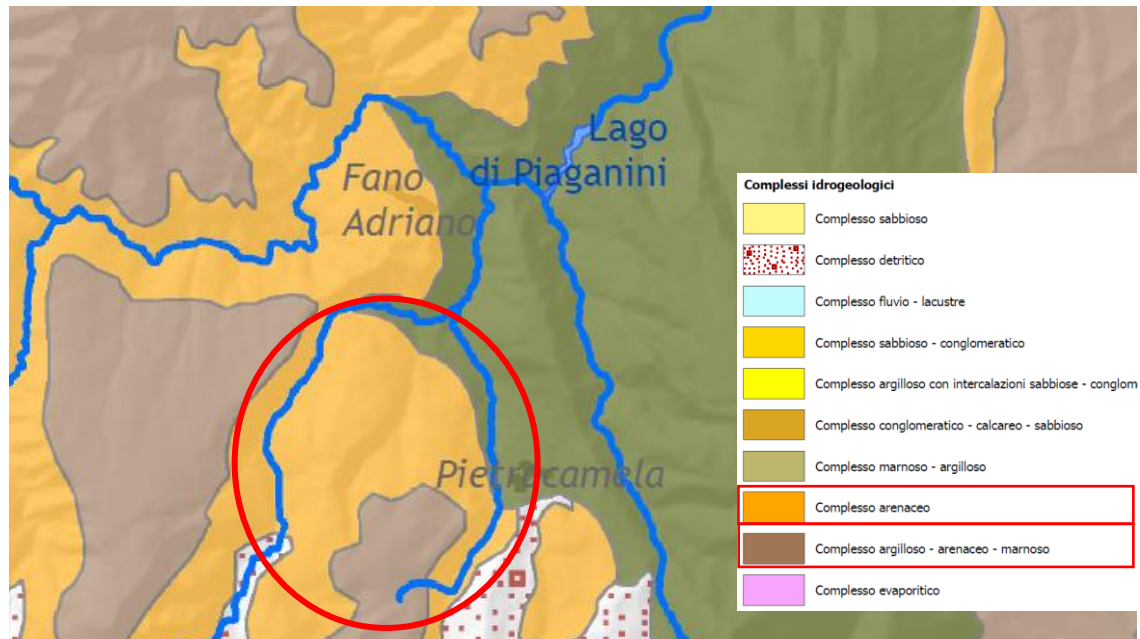 Lago
di Piaganini
Fano
Adriano
Pietracamela
Complessi idrogeologici
Complesso sabbioso
Complesso detritico
Complesso fluvio - lacustre
Complesso sabbioso - conglomeratico
Complesso argilloso con intercalazioni sabbiose - conglom
Complesso conglomeratico - calcareo - sabbioso
Complesso marnoso - argilloso
Complesso arenaceo
Complesso argilloso - arenaceo - marnoso
Complesso evaporitico